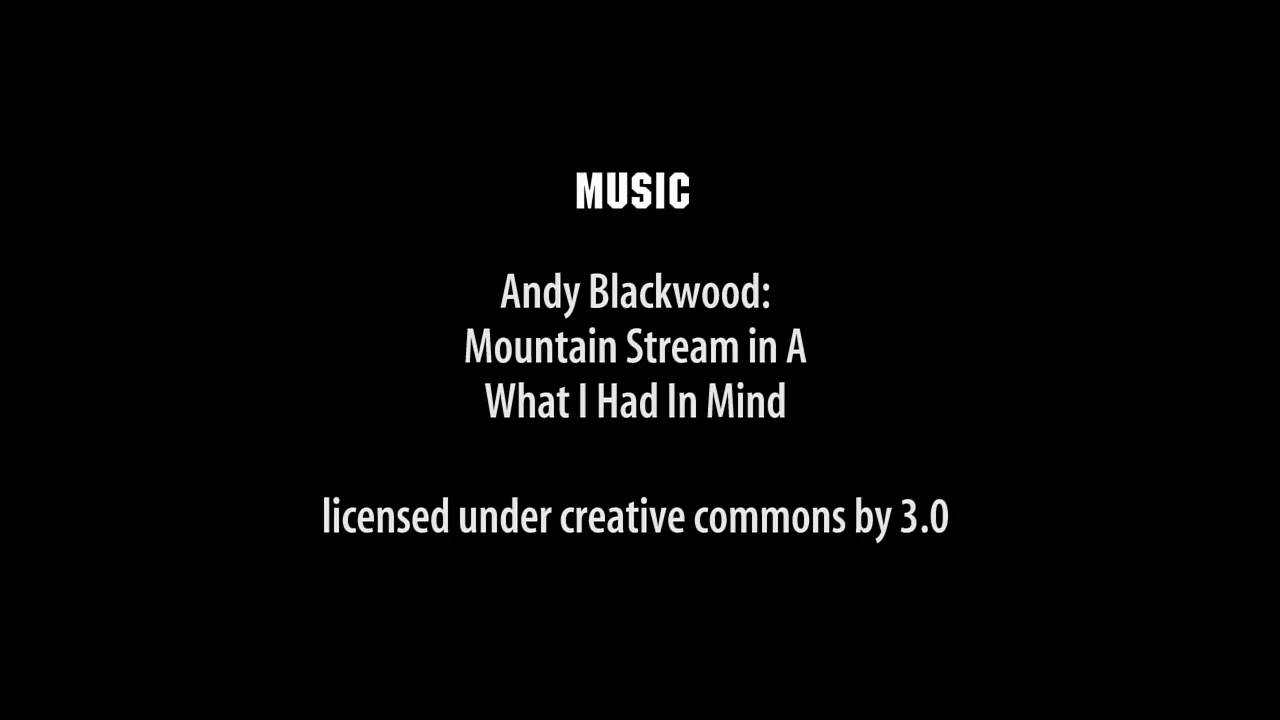 MUSIC
Andy Blackwood:
Mountain Stream in A
What I Had In Mind
licensed under creative commons by 3.0